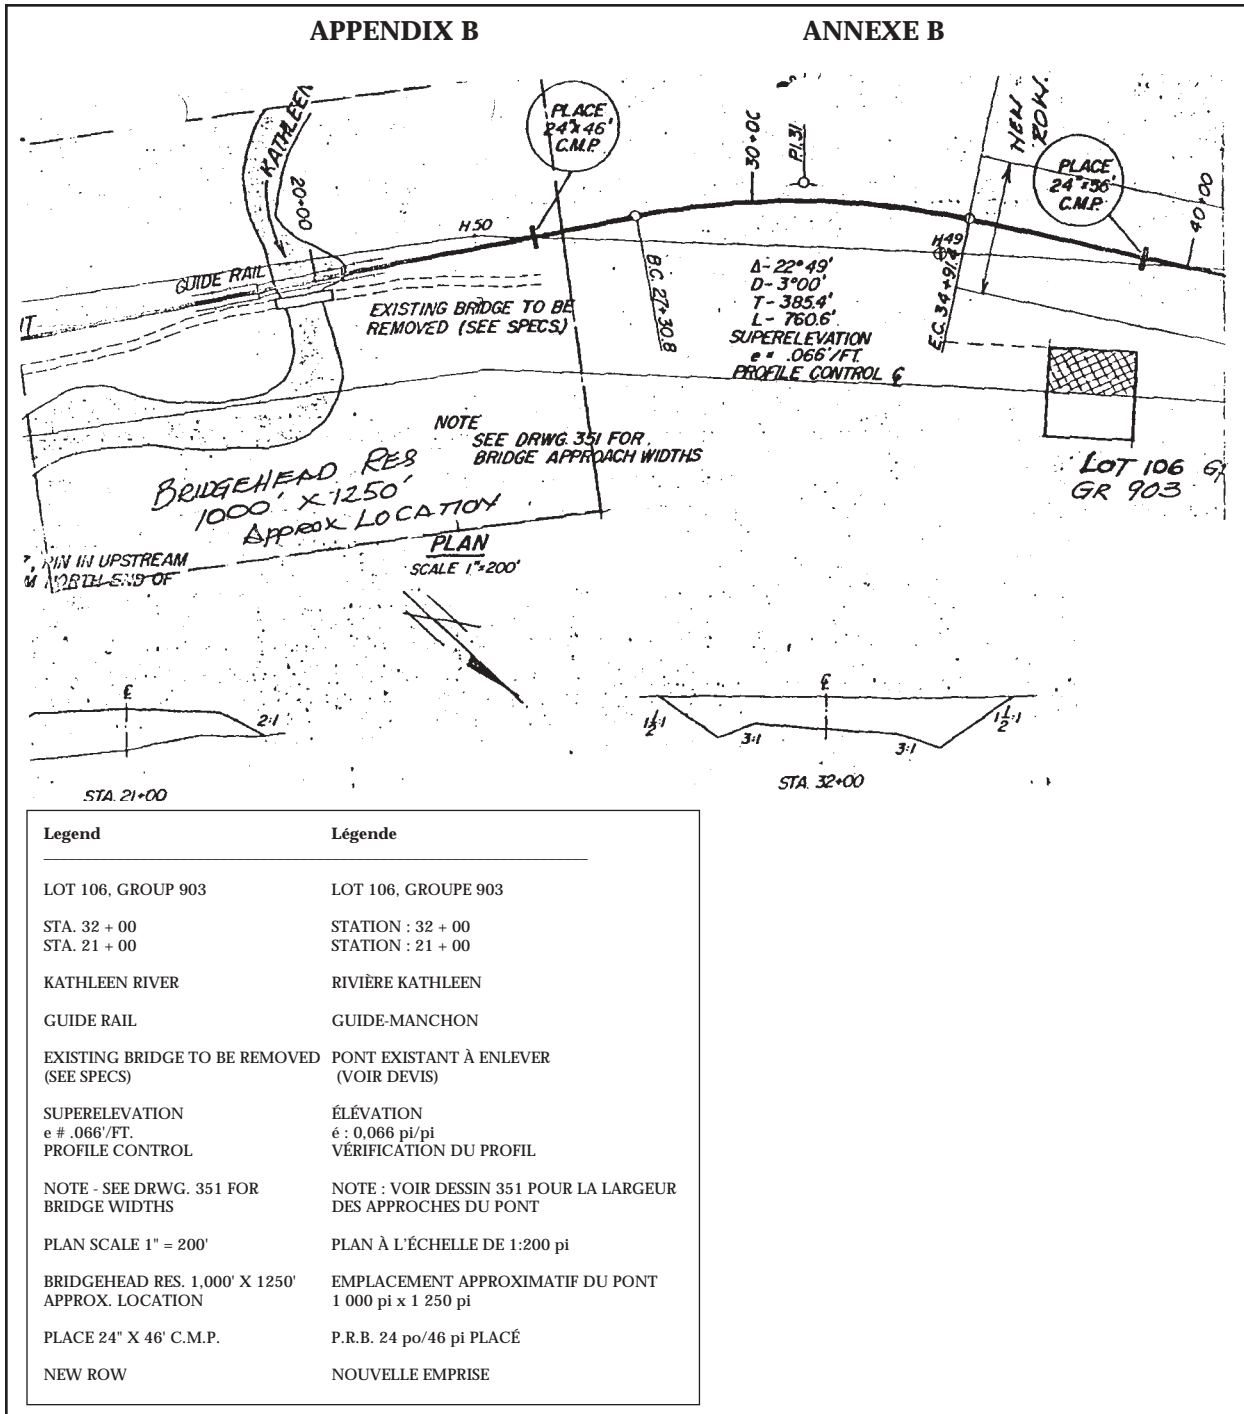 APPENDIX B
ANNEXE B
KATHLEEN
20+00
PLACE
24"x46'
C.M.P.
30+00
P.I. 31
NEW
ROW.
PLACE
24"x56'
C.M.P.
40+00
H50
H49
GUIDE RAIL
EXISTING BRIDGE TO BE
REMOVED (SEE SPECS.)
B.C. 27+30.8
Δ- 22°49'
D- 3°00'
T- 385.4'
L- 760.6'
SUPERELEVATION
e = .066'/FT.
PROFILE CONTROL ℄
E.C. 34+91.4
NOTE
SEE DRWG. 351 FOR
BRIDGE APPROACH WIDTHS
BRIDGEHEAD RES
1000' X 1250'
Approx LOCATION
LOT 106
GR 903
PIN IN UPSTREAM
NORTH END OF
PLAN
SCALE 1"=200'
℄
2:1
STA. 21+00
℄
1½:1
3:1
3:1
1½:1
STA. 32+00
Legend Légende
LOT 106, GROUP 903 LOT 106, GROUPE 903
STA. 32 + 00 STATION : 32 + 00
STA. 21 + 00 STATION : 21 + 00
KATHLEEN RIVER RIVIÈRE KATHLEEN
GUIDE RAIL GUIDE-MANCHON
EXISTING BRIDGE TO BE REMOVED PONT EXISTANT À ENLEVER
(SEE SPECS) (VOIR DEVIS)
SUPERELEVATION ÉLÉVATION
e # .066'/FT. é : 0,066 pi/pi
PROFILE CONTROL VÉRIFICATION DU PROFIL
NOTE - SEE DRWG. 351 FOR NOTE : VOIR DESSIN 351 POUR LA LARGEUR
BRIDGE WIDTHS DES APPROCHES DU PONT
PLAN SCALE 1" = 200' PLAN À L'ÉCHELLE DE 1:200 pi
BRIDGEHEAD RES. 1,000' X 1250' EMPLACEMENT APPROXIMATIF DU PONT
APPROX. LOCATION 1 000 pi x 1 250 pi
PLACE 24" X 46' C.M.P. P.R.B. 24 po/46 pi PLACÉ
NEW ROW NOUVELLE EMPRISE